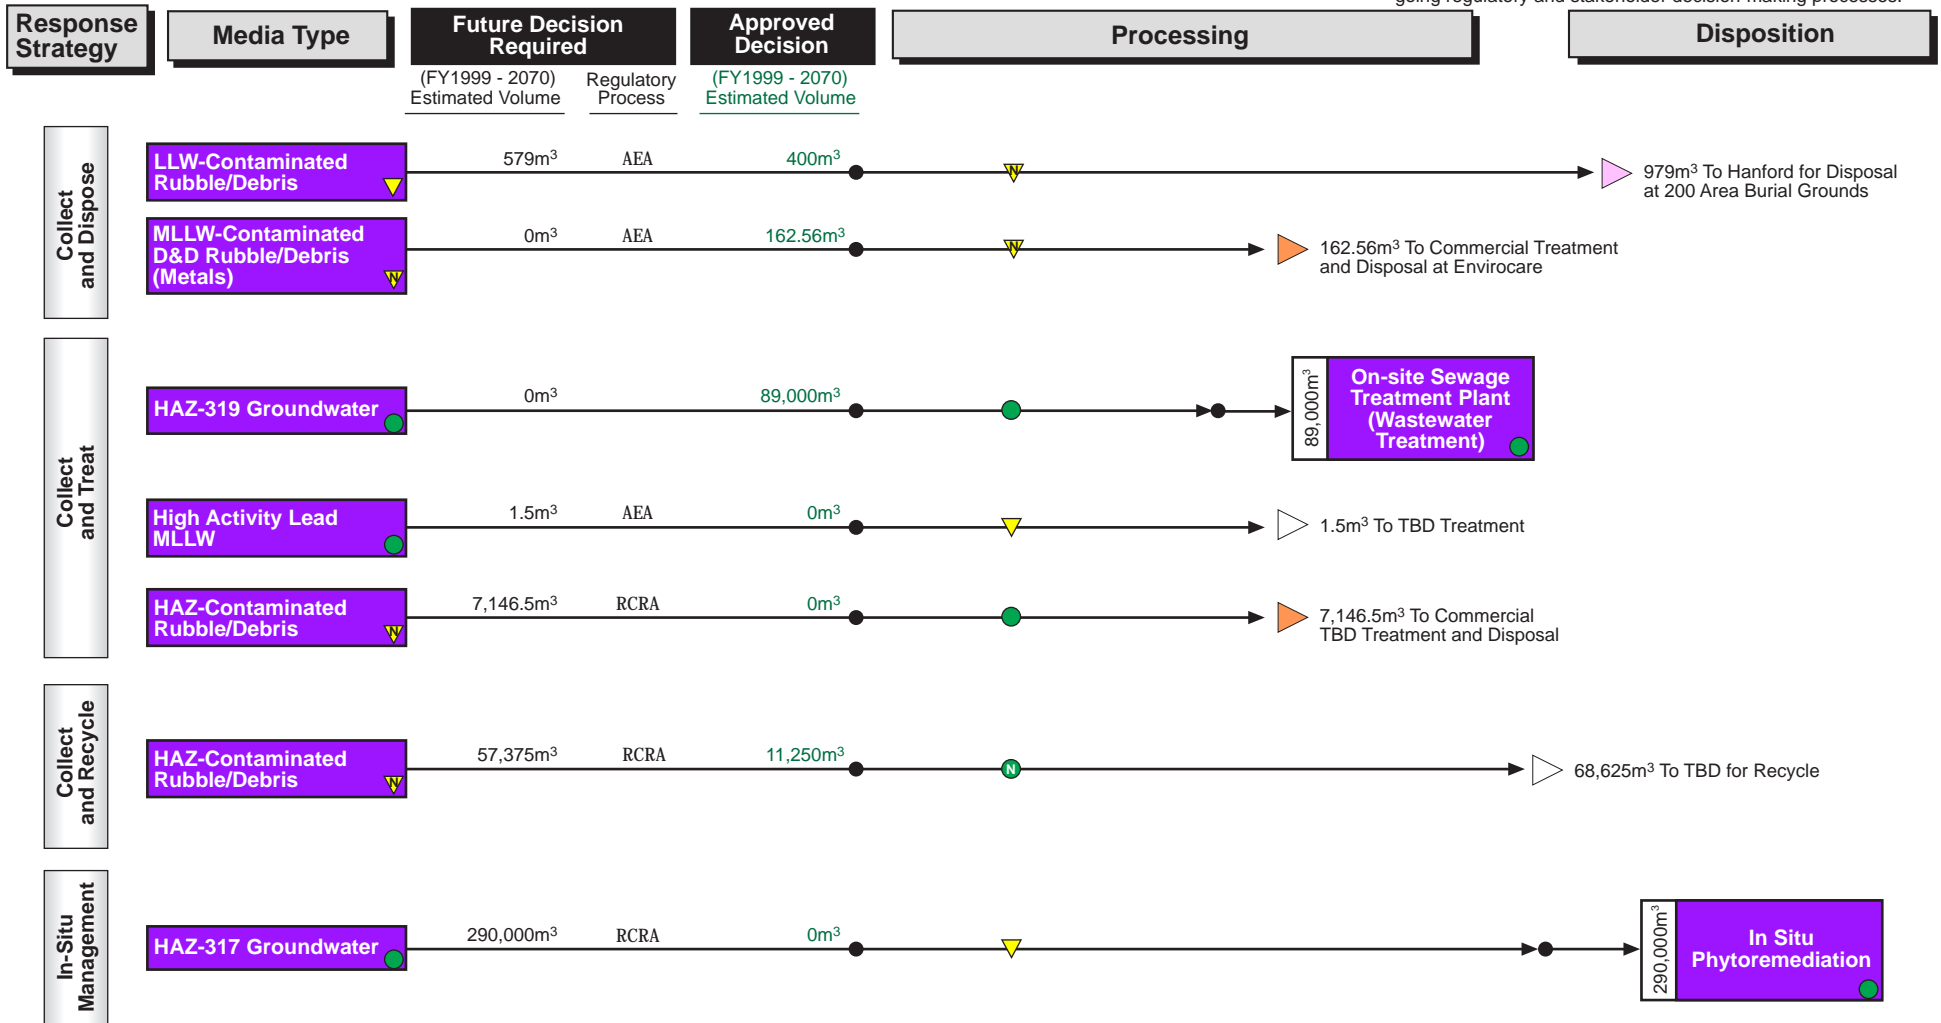 going regulatory and stakeholder decision making processes.
Response
Strategy
Media Type
Future Decision
Required
Approved
Decision
Processing
Disposition
(FY1999 - 2070)
Estimated Volume
Regulatory
Process
(FY1999 - 2070)
Estimated Volume
Collect
and Dispose
LLW-Contaminated
Rubble/Debris
579m³
AEA
400m³
N
979m³ To Hanford for Disposal
at 200 Area Burial Grounds
MLLW-Contaminated
D&D Rubble/Debris
(Metals)
N
0m³
AEA
162.56m³
N
162.56m³ To Commercial Treatment
and Disposal at Envirocare
Collect
and Treat
HAZ-319 Groundwater
0m³
89,000m³
89,000m³
On-site Sewage
Treatment Plant
(Wastewater
Treatment)
High Activity Lead
MLLW
1.5m³
AEA
0m³
1.5m³ To TBD Treatment
HAZ-Contaminated
Rubble/Debris
N
7,146.5m³
RCRA
0m³
7,146.5m³ To Commercial
TBD Treatment and Disposal
Collect
and Recycle
HAZ-Contaminated
Rubble/Debris
N
57,375m³
RCRA
11,250m³
N
68,625m³ To TBD for Recycle
In-Situ
Management
HAZ-317 Groundwater
290,000m³
RCRA
0m³
290,000m³
In Situ
Phytoremediation